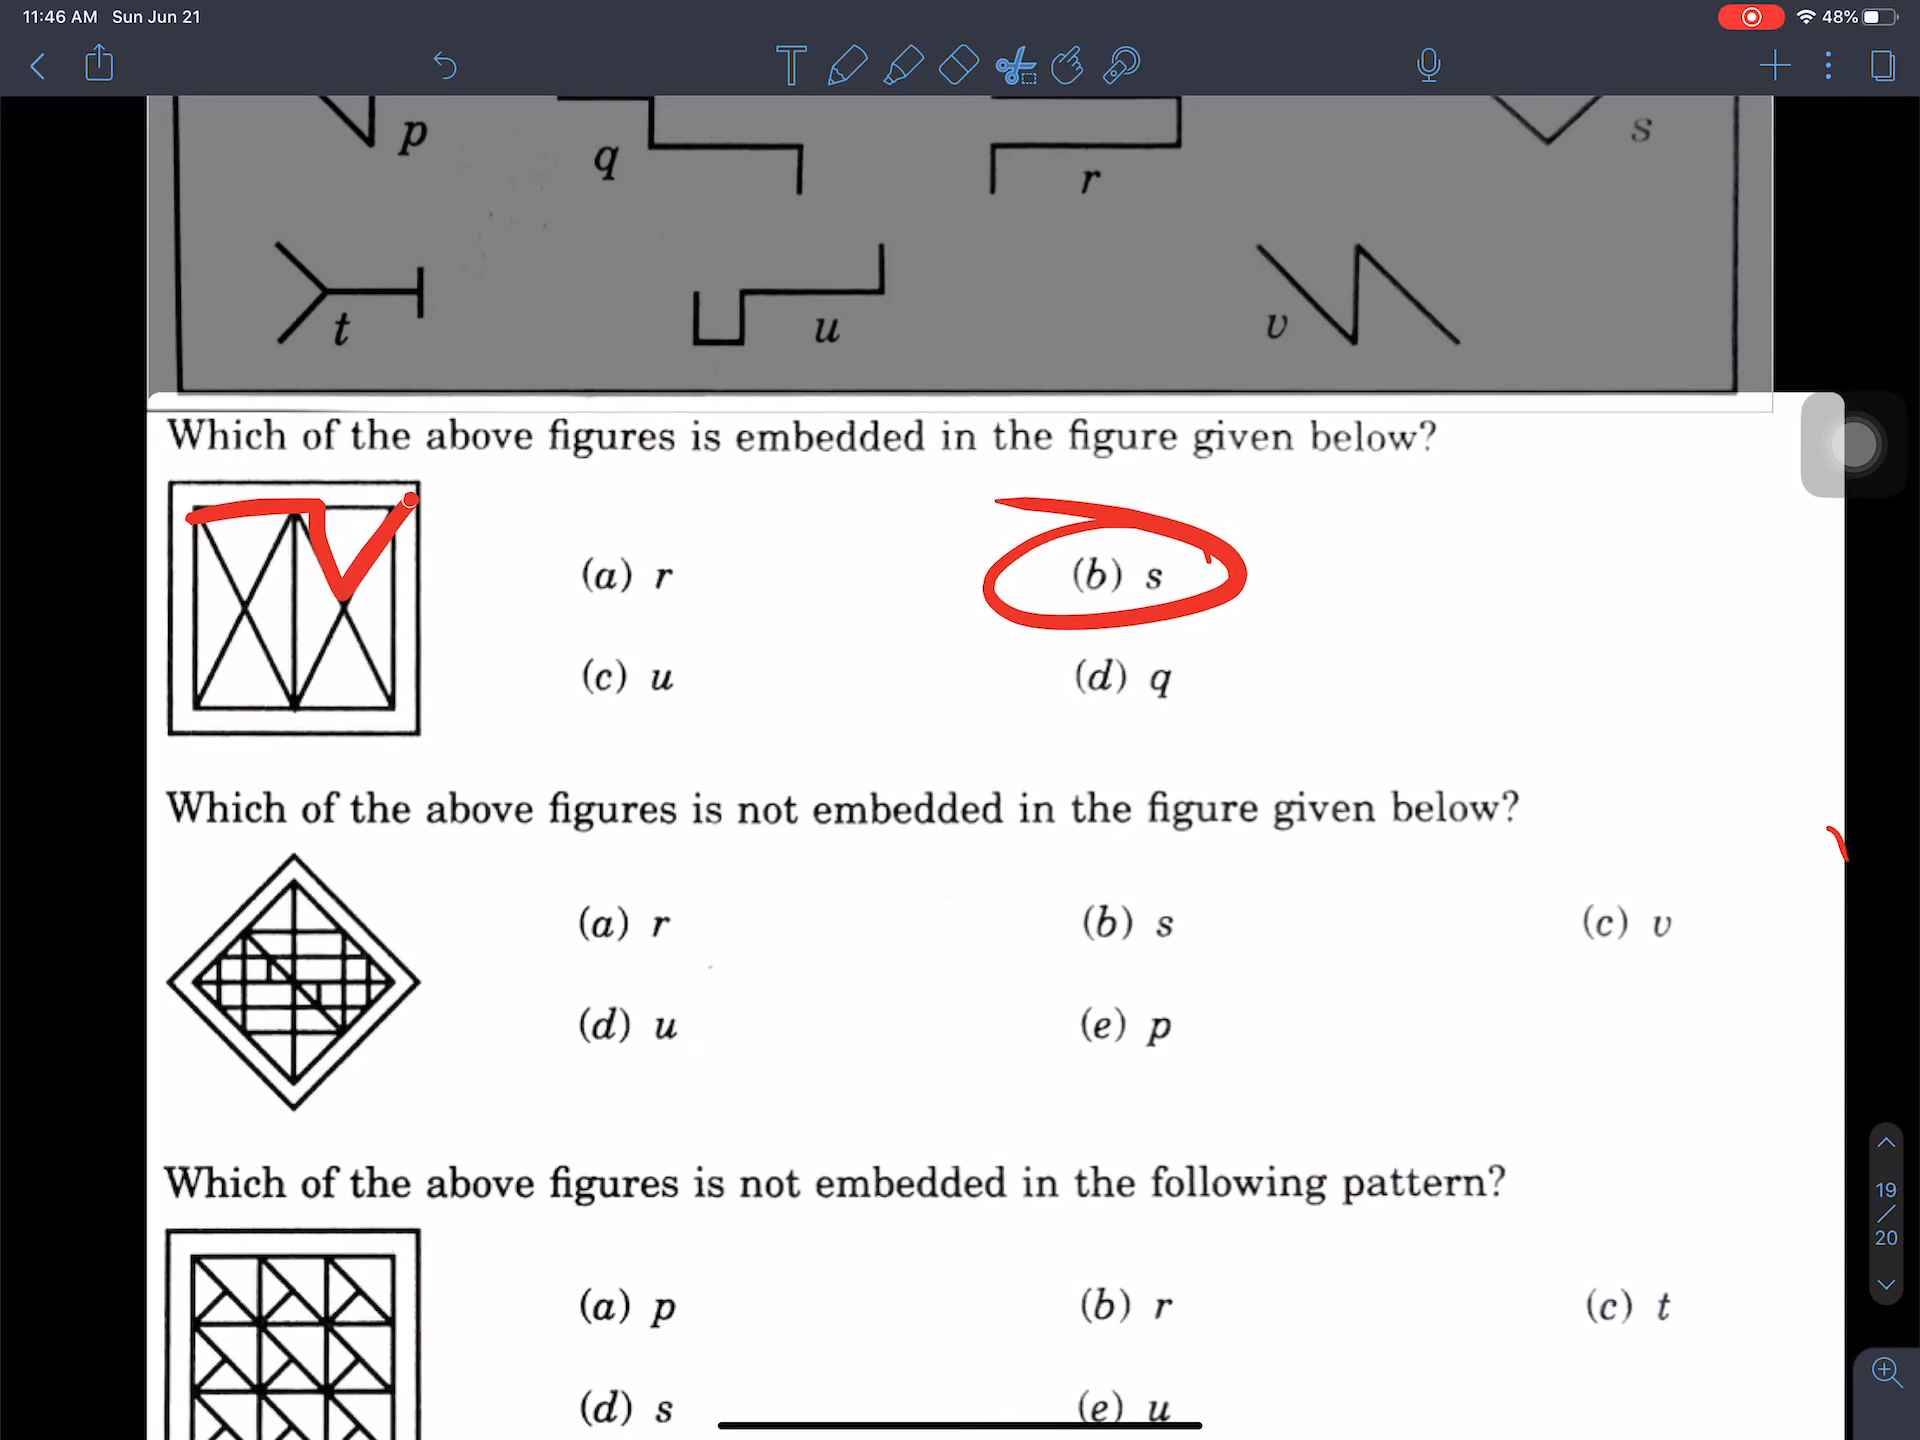 11:46 AM Sun Jun 21
48%
p
q
r
s
t
u
v
Which of the above figures is embedded in the figure given below?
(a) r
(b) s
(c) u
(d) q
Which of the above figures is not embedded in the figure given below?
(a) r
(b) s
(c) v
(d) u
(e) p
Which of the above figures is not embedded in the following pattern?
(a) p
(b) r
(c) t
(d) s
(e) u
19
/
20